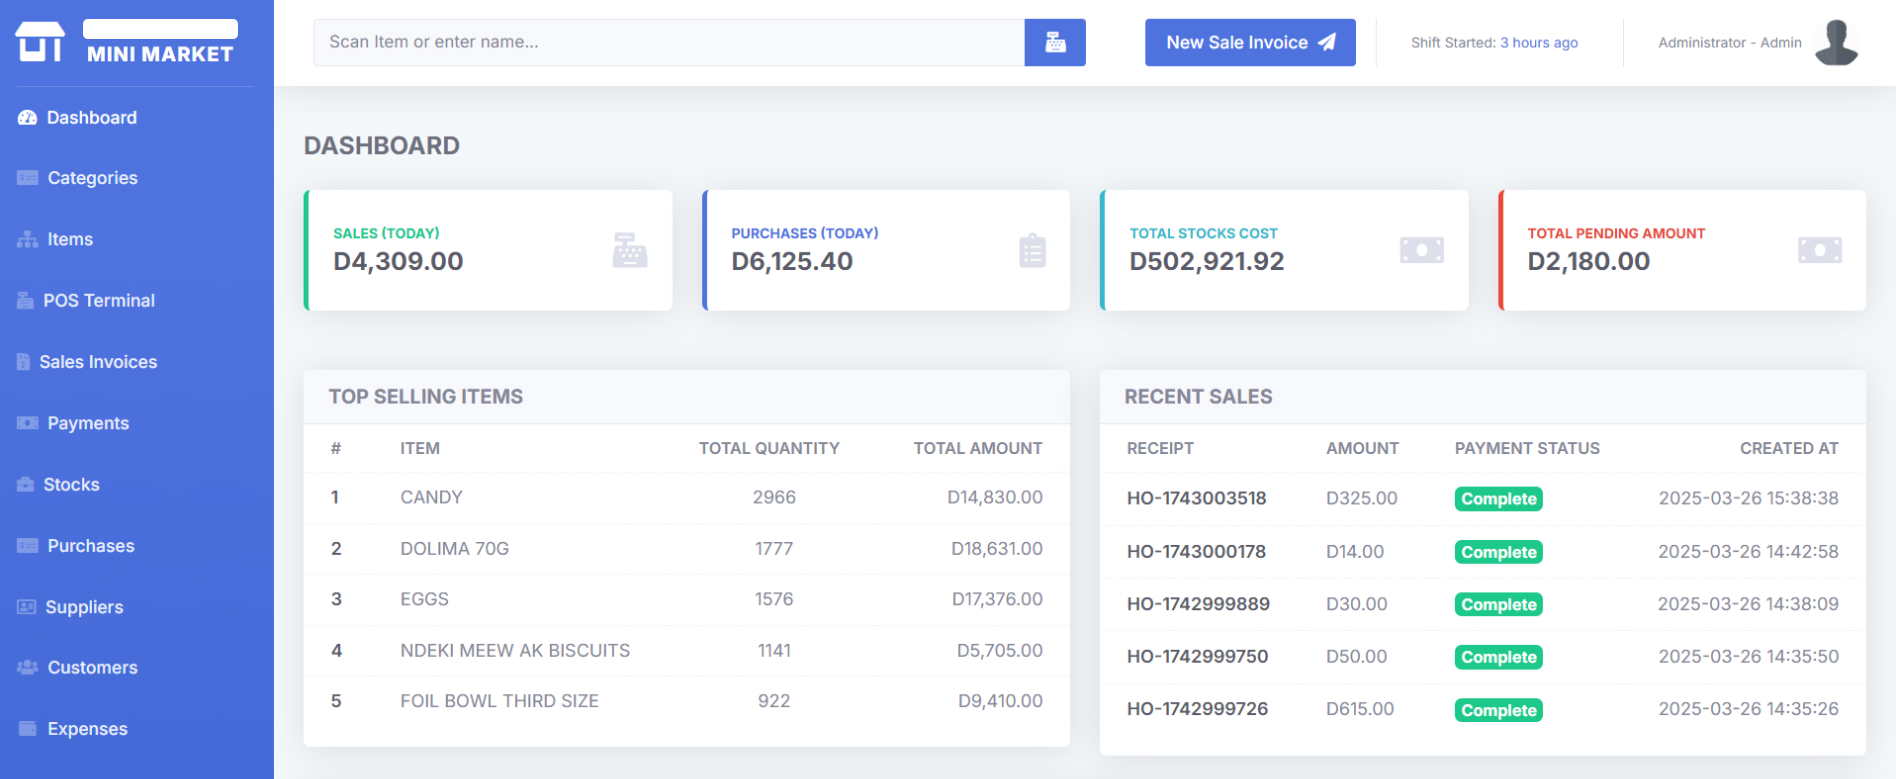 MINI MARKET
Scan Item or enter name...
New Sale Invoice
Shift Started: 3 hours ago
Administrator - Admin
Dashboard
Categories
Items
POS Terminal
Sales Invoices
Payments
Stocks
Purchases
Suppliers
Customers
Expenses
DASHBOARD
SALES (TODAY)
D4,309.00
PURCHASES (TODAY)
D6,125.40
TOTAL STOCKS COST
D502,921.92
TOTAL PENDING AMOUNT
D2,180.00
TOP SELLING ITEMS
# ITEM TOTAL QUANTITY TOTAL AMOUNT
1 CANDY 2966 D14,830.00
2 DOLIMA 70G 1777 D18,631.00
3 EGGS 1576 D17,376.00
4 NDEKI MEEW AK BISCUITS 1141 D5,705.00
5 FOIL BOWL THIRD SIZE 922 D9,410.00
RECENT SALES
RECEIPT AMOUNT PAYMENT STATUS CREATED AT
HO-1743003518 D325.00 Complete 2025-03-26 15:38:38
HO-1743000178 D14.00 Complete 2025-03-26 14:42:58
HO-1742999889 D30.00 Complete 2025-03-26 14:38:09
HO-1742999750 D50.00 Complete 2025-03-26 14:35:50
HO-1742999726 D615.00 Complete 2025-03-26 14:35:26